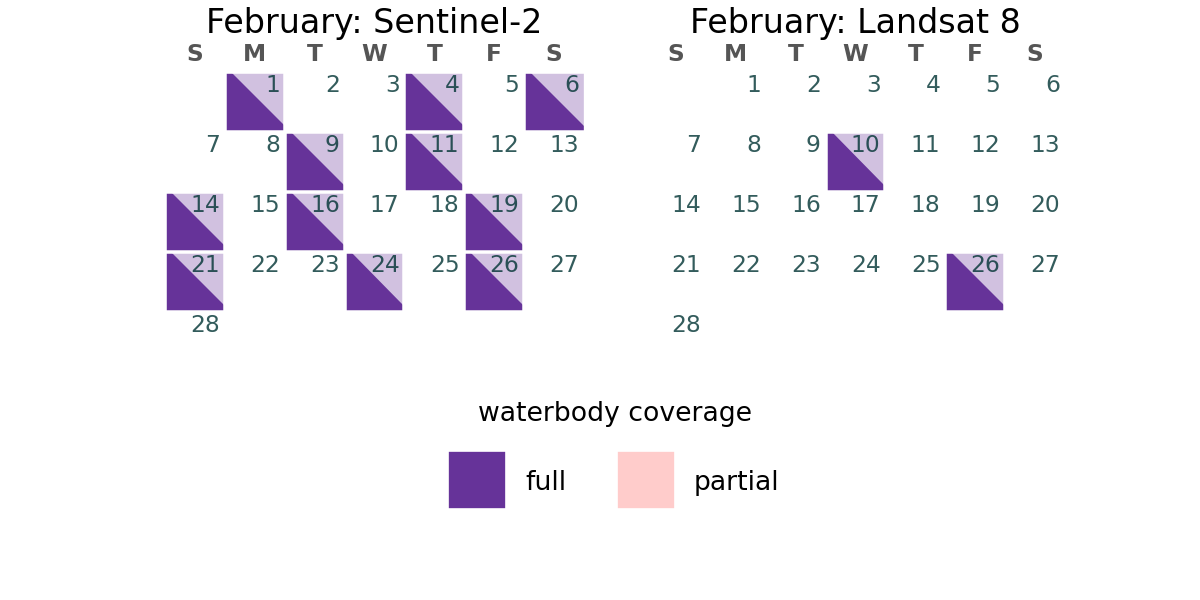 February: Sentinel-2
S M T W T F S
1 2 3 4 5 6
7 8 9 10 11 12 13
14 15 16 17 18 19 20
21 22 23 24 25 26 27
28
February: Landsat 8
S M T W T F S
1 2 3 4 5 6
7 8 9 10 11 12 13
14 15 16 17 18 19 20
21 22 23 24 25 26 27
28
waterbody coverage
full partial